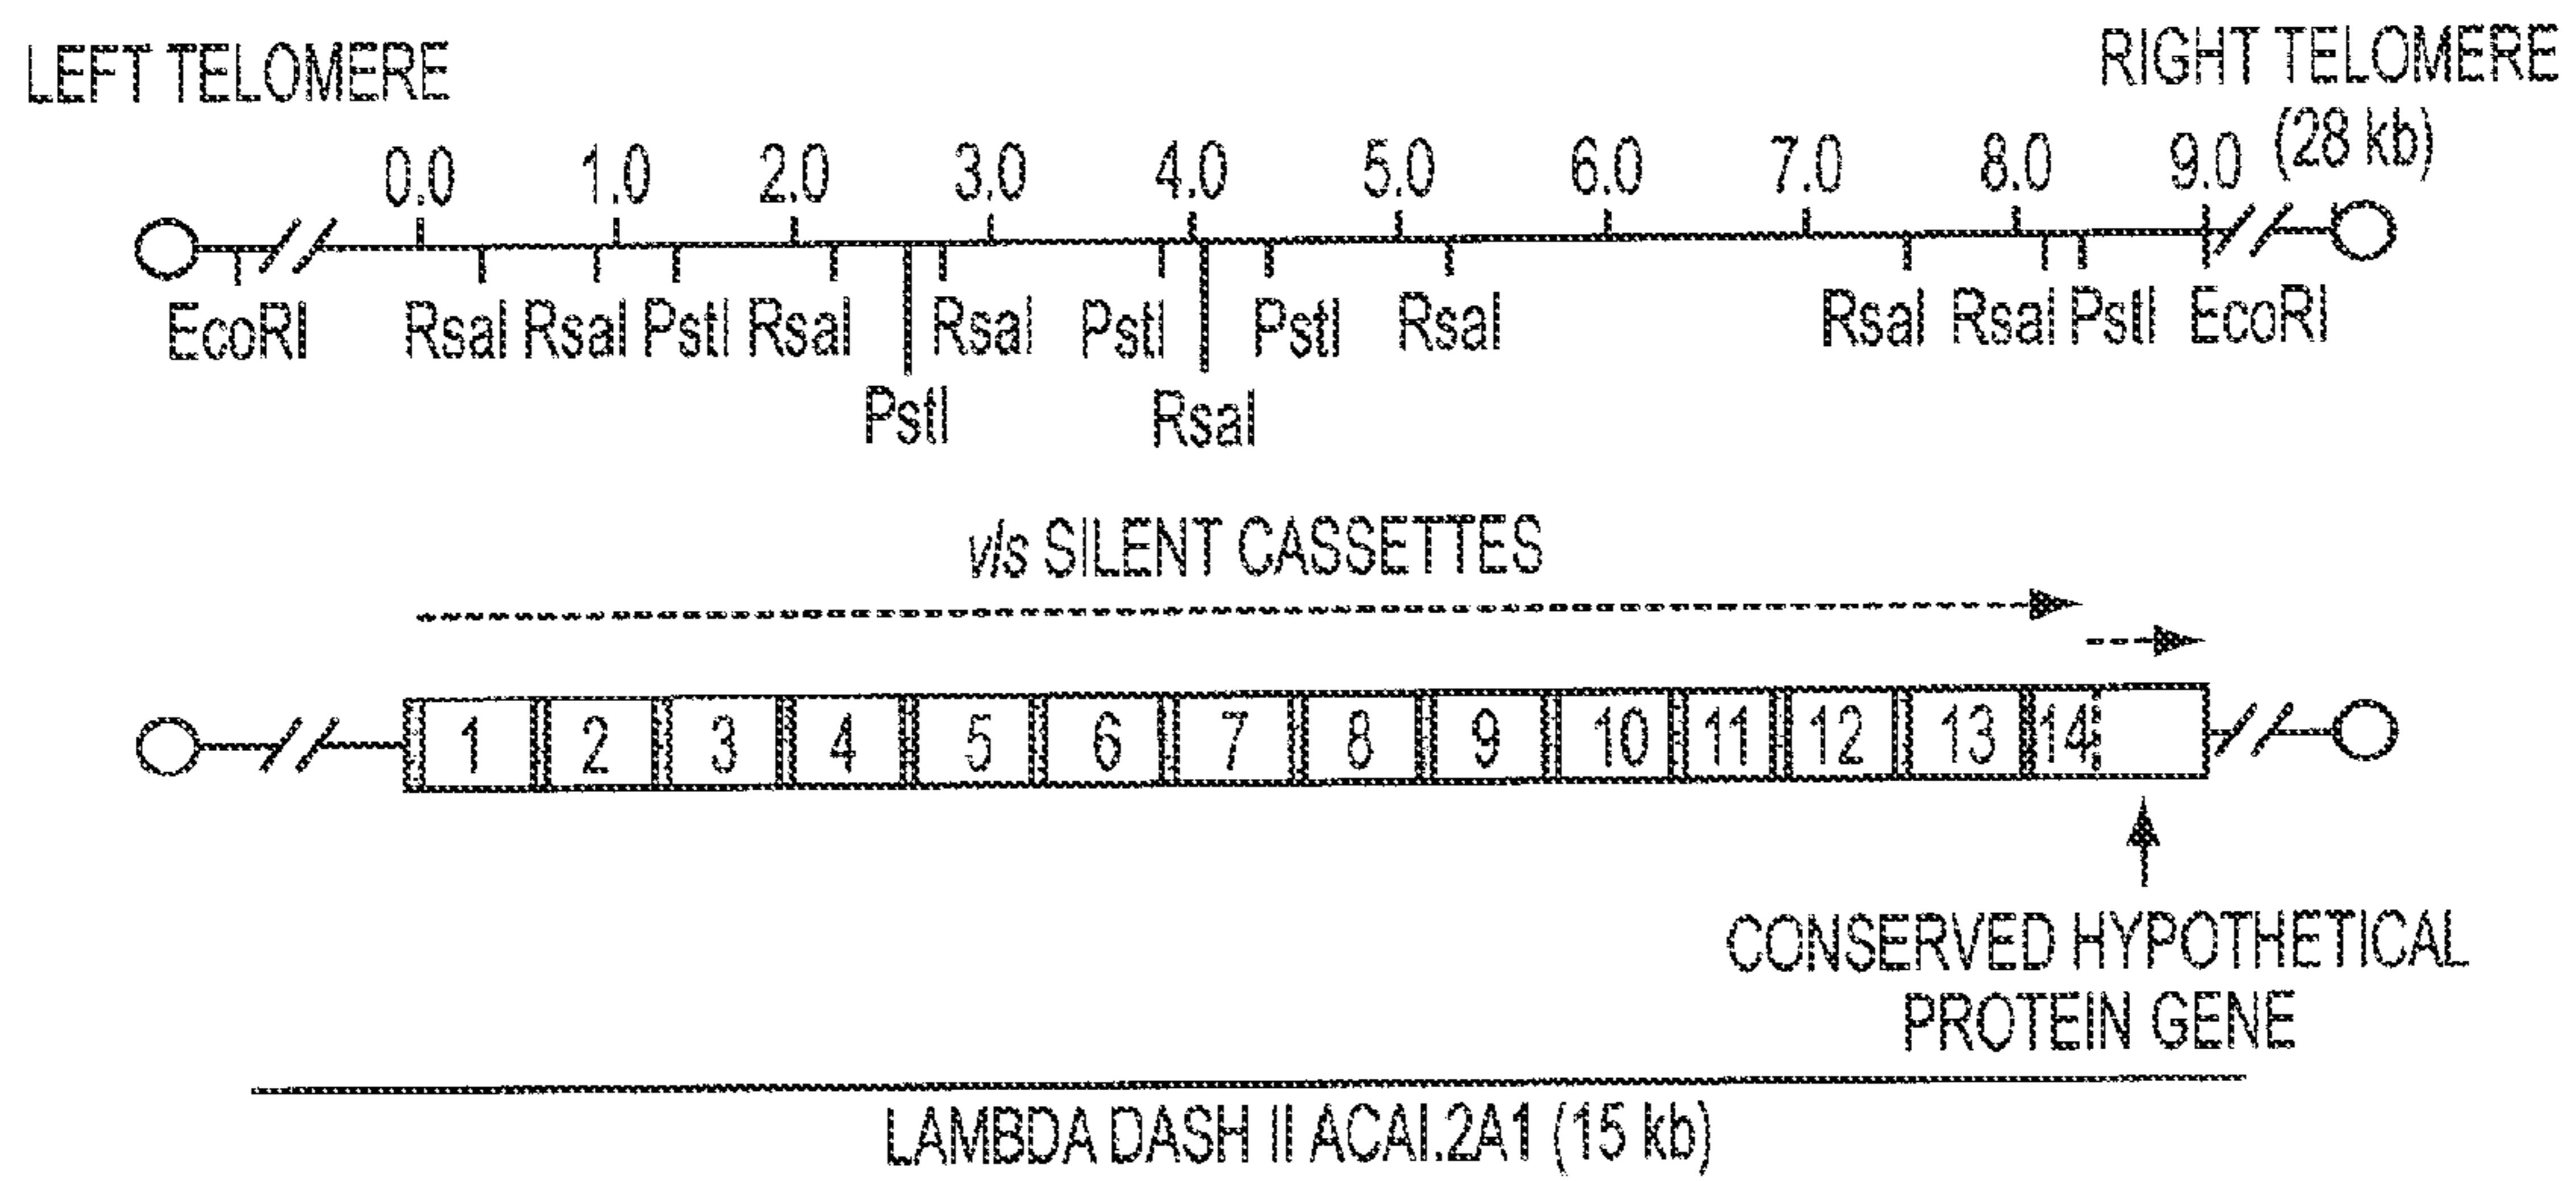 LEFT TELOMERE
RIGHT TELOMERE
(28 kb)
0.0 1.0 2.0 3.0 4.0 5.0 6.0 7.0 8.0 9.0
EcoRI RsaI RsaI PstI RsaI RsaI PstI PstI RsaI RsaI RsaI PstI EcoRI
PstI RsaI
vls SILENT CASSETTES
1 2 3 4 5 6 7 8 9 10 11 12 13 14
CONSERVED HYPOTHETICAL
PROTEIN GENE
LAMBDA DASH II ACAI.2A1 (15 kb)